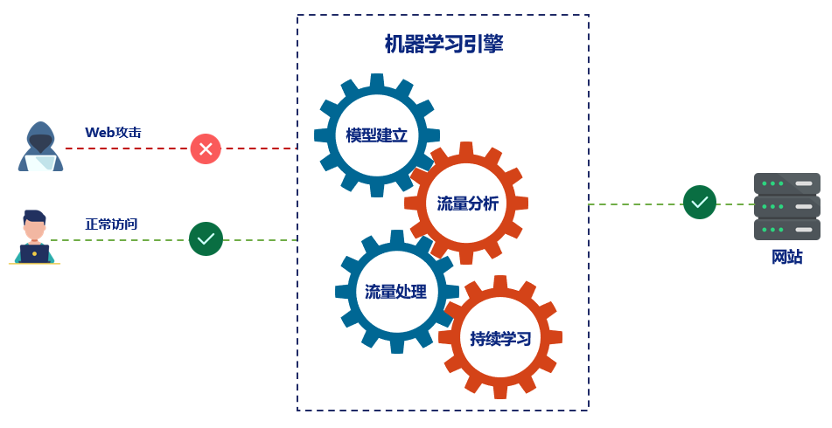 机器学习引擎
Web攻击
正常访问
模型建立
流量分析
流量处理
持续学习
网站